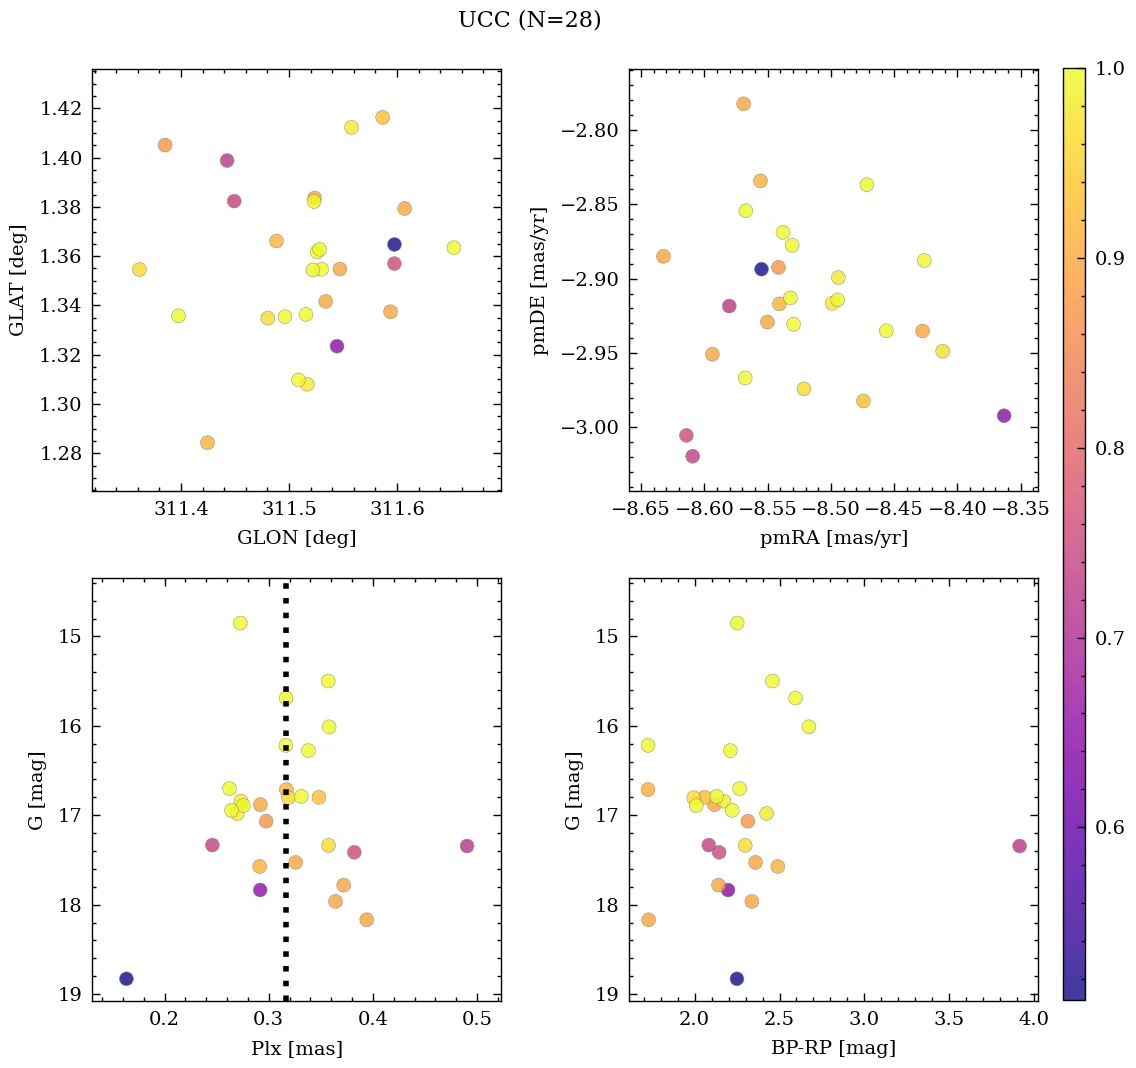 UCC (N=28)
1.42
1.40
1.38
1.36
1.34
1.32
1.30
1.28
GLAT [deg]
311.4 311.5 311.6
GLON [deg]
−2.80
−2.85
−2.90
−2.95
−3.00
pmDE [mas/yr]
−8.65 −8.60 −8.55 −8.50 −8.45 −8.40 −8.35
pmRA [mas/yr]
15
16
17
18
19
G [mag]
0.2 0.3 0.4 0.5
Plx [mas]
15
16
17
18
19
G [mag]
2.0 2.5 3.0 3.5 4.0
BP-RP [mag]
1.0
0.9
0.8
0.7
0.6